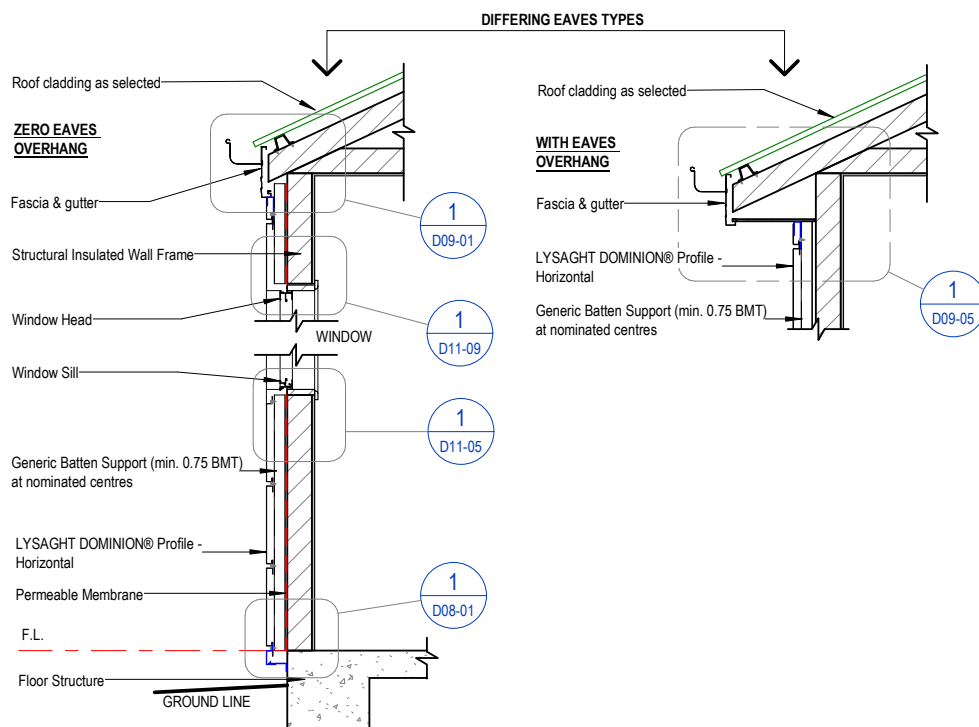 DIFFERING EAVES TYPES
Roof cladding as selected
ZERO EAVES
OVERHANG
Fascia & gutter
1
D09-01
Structural Insulated Wall Frame
Window Head
WINDOW
1
D11-09
Window Sill
1
D11-05
Generic Batten Support (min. 0.75 BMT)
at nominated centres
LYSAGHT DOMINION® Profile -
Horizontal
Permeable Membrane
1
D08-01
F.L.
Floor Structure
GROUND LINE
Roof cladding as selected
WITH EAVES
OVERHANG
Fascia & gutter
LYSAGHT DOMINION® Profile -
Horizontal
1
D09-05
Generic Batten Support (min. 0.75 BMT)
at nominated centres